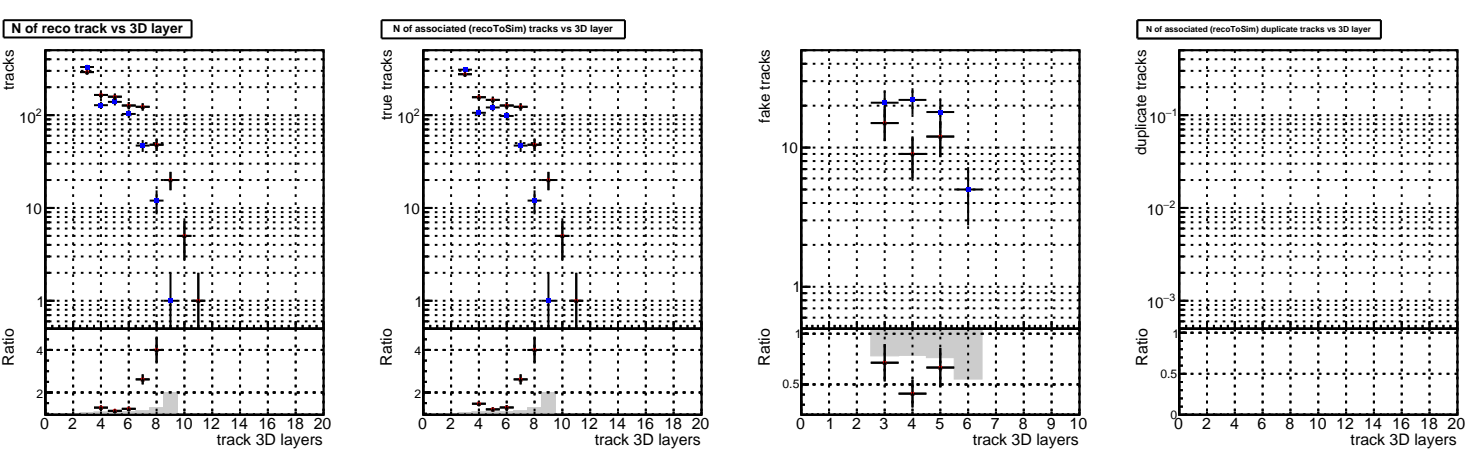 N of reco track vs 3D layer
tracks
10²
10
1
Ratio
4
2
0 2 4 6 8 10 12 14 16 18 20
track 3D layers
N of associated (recoToSim) tracks vs 3D layer
true tracks
10²
10
1
Ratio
4
2
0 2 4 6 8 10 12 14 16 18 20
track 3D layers
fake tracks
10
1
Ratio
1
0.5
0 1 2 3 4 5 6 7 8 9 10
track 3D layers
N of associated (recoToSim) duplicate tracks vs 3D layer
duplicate tracks
10⁻¹
10⁻²
10⁻³
Ratio
1
0.5
0
0 2 4 6 8 10 12 14 16 18 20
track 3D layers